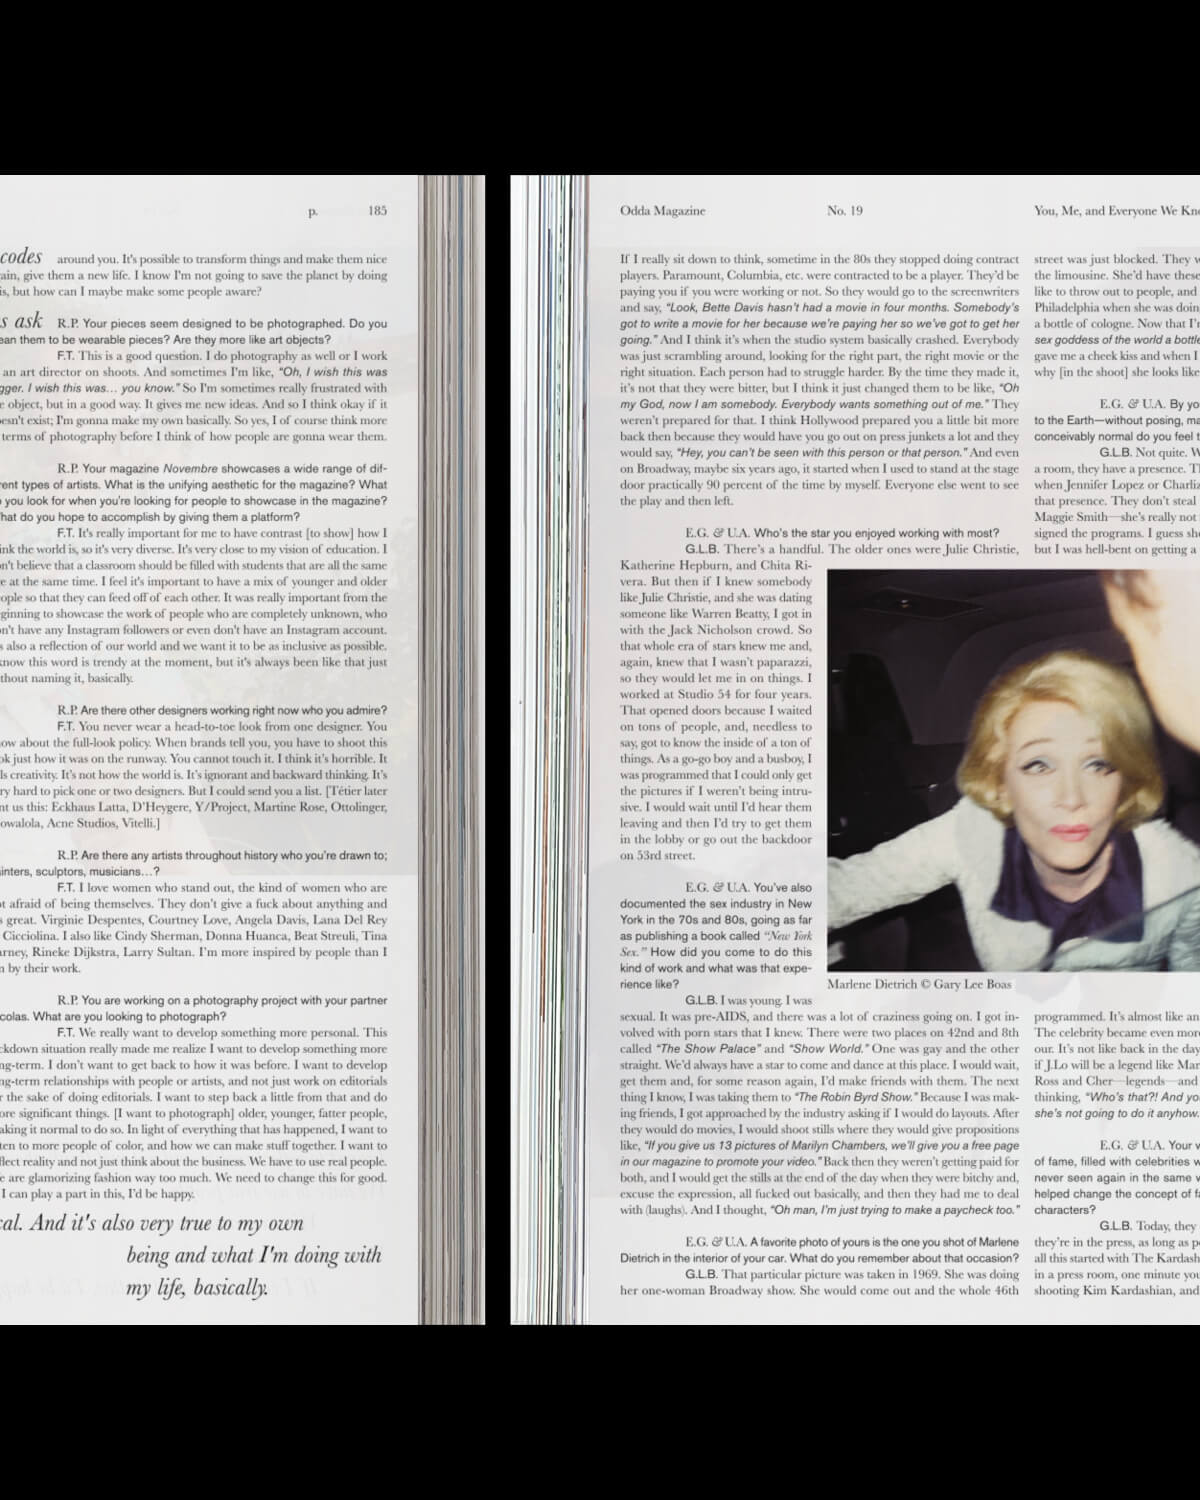 p. 185
codes around you. It's possible to transform things and make them nice
ain, give them a new life. I know I'm not going to save the planet by doing
is, but how can I maybe make some people aware?
s ask R.P. Your pieces seem designed to be photographed. Do you
ean them to be wearable pieces? Are they more like art objects?
F.T. This is a good question. I do photography as well or I work
an art director on shoots. And sometimes I'm like, “Oh, I wish this was
gger. I wish this was… you know.” So I'm sometimes really frustrated with
e object, but in a good way. It gives me new ideas. And so I think okay if it
esn't exist; I'm gonna make my own basically. So yes, I of course think more
terms of photography before I think of how people are gonna wear them.
R.P. Your magazine Novembre showcases a wide range of dif-
rent types of artists. What is the unifying aesthetic for the magazine? What
you look for when you're looking for people to showcase in the magazine?
hat do you hope to accomplish by giving them a platform?
F.T. It's really important for me to have contrast [to show] how I
ink the world is, so it's very diverse. It's very close to my vision of education. I
n't believe that a classroom should be filled with students that are all the same
e at the same time. I feel it's important to have a mix of younger and older
ople so that they can feed off of each other. It was really important from the
ginning to showcase the work of people who are completely unknown, who
n't have any Instagram followers or even don't have an Instagram account.
s also a reflection of our world and we want it to be as inclusive as possible.
know this word is trendy at the moment, but it's always been like that just
thout naming it, basically.
R.P. Are there other designers working right now who you admire?
F.T. You never wear a head-to-toe look from one designer. You
ow about the full-look policy. When brands tell you, you have to shoot this
ok just how it was on the runway. You cannot touch it. I think it's horrible. It
ls creativity. It's not how the world is. It's ignorant and backward thinking. It's
ry hard to pick one or two designers. But I could send you a list. [Tétier later
nt us this: Eckhaus Latta, D'Heygere, Y/Project, Martine Rose, Ottolinger,
owalola, Acne Studios, Vitelli.]
R.P. Are there any artists throughout history who you're drawn to;
inters, sculptors, musicians…?
F.T. I love women who stand out, the kind of women who are
t afraid of being themselves. They don't give a fuck about anything and
s great. Virginie Despentes, Courtney Love, Angela Davis, Lana Del Rey
Cicciolina. I also like Cindy Sherman, Donna Huanca, Beat Streuli, Tina
arney, Rineke Dijkstra, Larry Sultan. I'm more inspired by people than I
n by their work.
R.P. You are working on a photography project with your partner
colas. What are you looking to photograph?
F.T. We really want to develop something more personal. This
ckdown situation really made me realize I want to develop something more
ng-term. I don't want to get back to how it was before. I want to develop
ng-term relationships with people or artists, and not just work on editorials
r the sake of doing editorials. I want to step back a little from that and do
ore significant things. [I want to photograph] older, younger, fatter people,
aking it normal to do so. In light of everything that has happened, I want to
ten to more people of color, and how we can make stuff together. I want to
flect reality and not just think about the business. We have to use real people.
e are glamorizing fashion way too much. We need to change this for good.
I can play a part in this, I'd be happy.
cal. And it's also very true to my own
being and what I'm doing with
my life, basically.
Odda Magazine No. 19 You, Me, and Everyone We Kn
If I really sit down to think, sometime in the 80s they stopped doing contract
players. Paramount, Columbia, etc. were contracted to be a player. They'd be
paying you if you were working or not. So they would go to the screenwriters
and say, “Look, Bette Davis hasn't had a movie in four months. Somebody's
got to write a movie for her because we're paying her so we've got to get her
going.” And I think it's when the studio system basically crashed. Everybody
was just scrambling around, looking for the right part, the right movie or the
right situation. Each person had to struggle harder. By the time they made it,
it's not that they were bitter, but I think it just changed them to be like, “Oh
my God, now I am somebody. Everybody wants something out of me.” They
weren't prepared for that. I think Hollywood prepared you a little bit more
back then because they would have you go out on press junkets a lot and they
would say, “Hey, you can't be seen with this person or that person.” And even
on Broadway, maybe six years ago, it started when I used to stand at the stage
door practically 90 percent of the time by myself. Everyone else went to see
the play and then left.
E.G. & U.A. Who's the star you enjoyed working with most?
G.L.B. There's a handful. The older ones were Julie Christie,
Katherine Hepburn, and Chita Ri-
vera. But then if I knew somebody
like Julie Christie, and she was dating
someone like Warren Beatty, I got in
with the Jack Nicholson crowd. So
that whole era of stars knew me and,
again, knew that I wasn't paparazzi,
so they would let me in on things. I
worked at Studio 54 for four years.
That opened doors because I waited
on tons of people, and, needless to
say, got to know the inside of a ton of
things. As a go-go boy and a busboy, I
was programmed that I could only get
the pictures if I weren't being intru-
sive. I would wait until I'd hear them
leaving and then I'd try to get them
in the lobby or go out the backdoor
on 53rd street.
E.G. & U.A. You've also
documented the sex industry in New
York in the 70s and 80s, going as far
as publishing a book called “New York
Sex.” How did you come to do this
kind of work and what was that expe-
rience like?
G.L.B. I was young. I was
sexual. It was pre-AIDS, and there was a lot of craziness going on. I got in-
volved with porn stars that I knew. There were two places on 42nd and 8th
called “The Show Palace” and “Show World.” One was gay and the other
straight. We'd always have a star to come and dance at this place. I would wait,
get them and, for some reason again, I'd make friends with them. The next
thing I know, I was taking them to “The Robin Byrd Show.” Because I was mak-
ing friends, I got approached by the industry asking if I would do layouts. After
they would do movies, I would shoot stills where they would give propositions
like, “If you give us 13 pictures of Marilyn Chambers, we'll give you a free page
in our magazine to promote your video.” Back then they weren't getting paid for
both, and I would get the stills at the end of the day when they were bitchy and,
excuse the expression, all fucked out basically, and then they had me to deal
with (laughs). And I thought, “Oh man, I'm just trying to make a paycheck too.”
E.G. & U.A. A favorite photo of yours is the one you shot of Marlene
Dietrich in the interior of your car. What do you remember about that occasion?
G.L.B. That particular picture was taken in 1969. She was doing
her one-woman Broadway show. She would come out and the whole 46th
street was just blocked. They w
the limousine. She'd have these
like to throw out to people, and
Philadelphia when she was doin
a bottle of cologne. Now that I'
sex goddess of the world a bottl
gave me a cheek kiss and when I
why [in the shoot] she looks like
E.G. & U.A. By yo
to the Earth—without posing, ma
conceivably normal do you feel t
G.L.B. Not quite. W
a room, they have a presence. T
when Jennifer Lopez or Charliz
that presence. They don't steal
Maggie Smith—she's really not
signed the programs. I guess sh
but I was hell-bent on getting a
Marlene Dietrich © Gary Lee Boas
programmed. It's almost like an
The celebrity became even more
our. It's not like back in the day
if J.Lo will be a legend like Mar
Ross and Cher—legends—and
thinking, “Who's that?! And yo
she's not going to do it anyhow.
E.G. & U.A. Your v
of fame, filled with celebrities w
never seen again in the same v
helped change the concept of fa
characters?
G.L.B. Today, they
they're in the press, as long as p
all this started with The Kardash
in a press room, one minute you
shooting Kim Kardashian, and